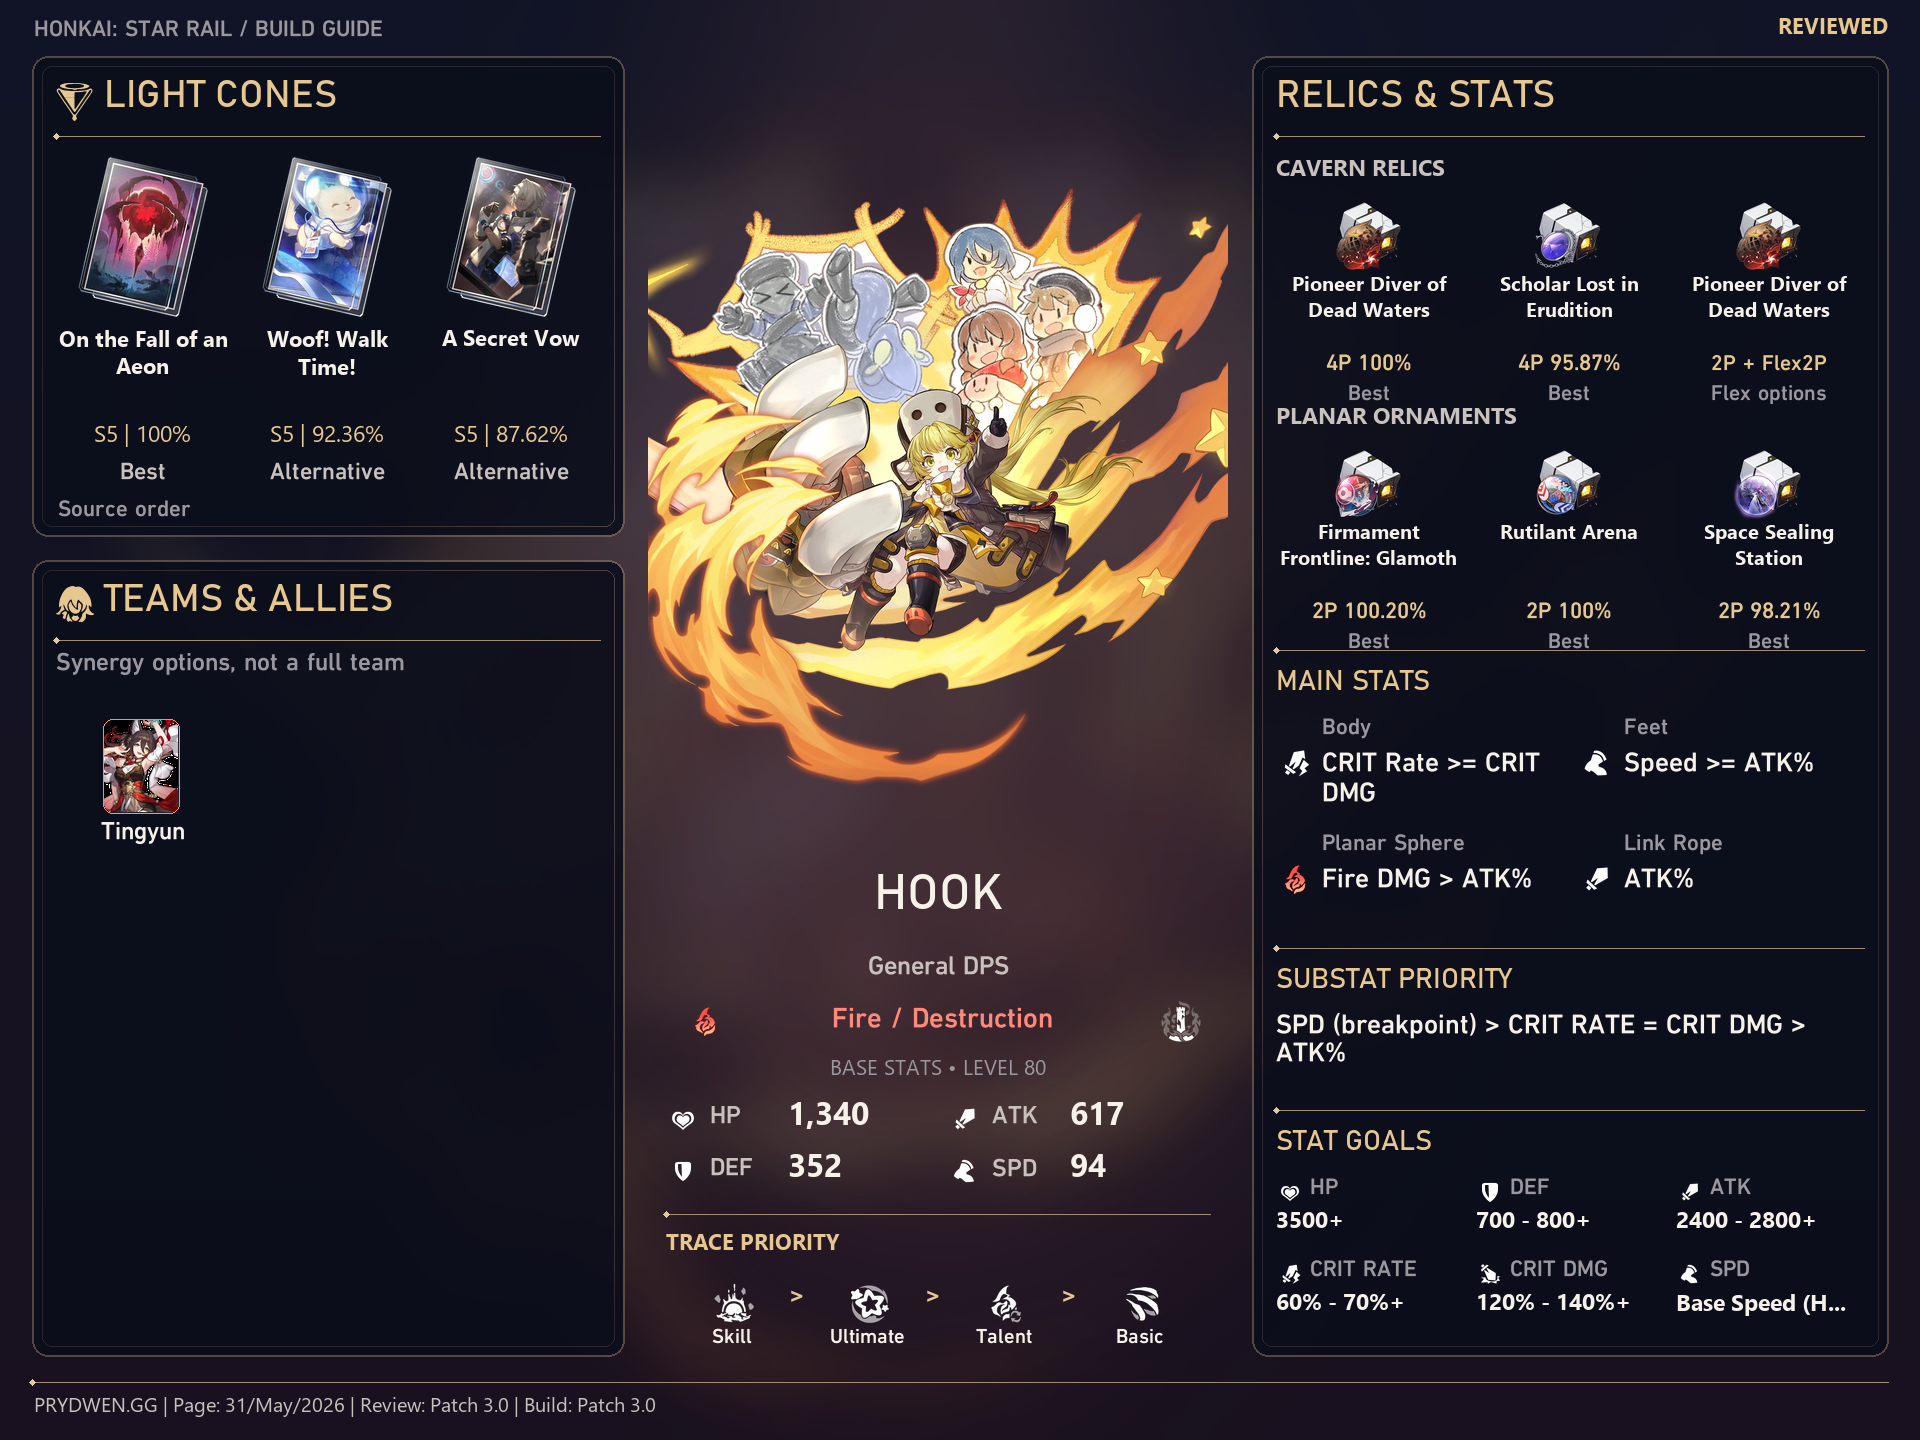 HONKAI: STAR RAIL / BUILD GUIDE
REVIEWED
LIGHT CONES
On the Fall of an
Aeon
S5 | 100%
Best
Woof! Walk
Time!
S5 | 92.36%
Alternative
A Secret Vow
S5 | 87.62%
Alternative
Source order
TEAMS & ALLIES
Synergy options, not a full team
Tingyun
HOOK
General DPS
Fire / Destruction
BASE STATS • LEVEL 80
HP 1,340
ATK 617
DEF 352
SPD 94
TRACE PRIORITY
Skill > Ultimate > Talent > Basic
RELICS & STATS
CAVERN RELICS
Pioneer Diver of
Dead Waters
4P 100%
Best
Scholar Lost in
Erudition
4P 95.87%
Best
Pioneer Diver of
Dead Waters
2P + Flex2P
Flex options
PLANAR ORNAMENTS
Firmament
Frontline: Glamoth
2P 100.20%
Best
Rutilant Arena
2P 100%
Best
Space Sealing
Station
2P 98.21%
Best
MAIN STATS
Body
CRIT Rate >= CRIT
DMG
Feet
Speed >= ATK%
Planar Sphere
Fire DMG > ATK%
Link Rope
ATK%
SUBSTAT PRIORITY
SPD (breakpoint) > CRIT RATE = CRIT DMG >
ATK%
STAT GOALS
HP
3500+
DEF
700 - 800+
ATK
2400 - 2800+
CRIT RATE
60% - 70%+
CRIT DMG
120% - 140%+
SPD
Base Speed (H...
PRYDWEN.GG | Page: 31/May/2026 | Review: Patch 3.0 | Build: Patch 3.0